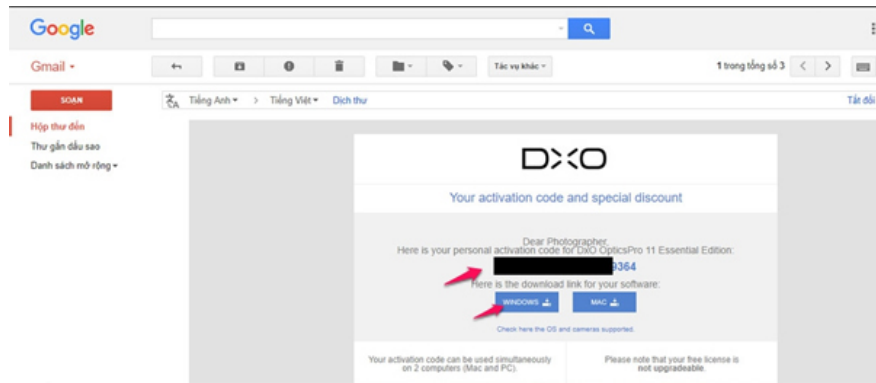 Google
Gmail
Tác vụ khác
1 trong tổng số 3
SOẠN
Tiếng Anh > Tiếng Việt Dịch thư
Tắt đối
Hộp thư đến
Thư gắn dấu sao
Danh sách mở rộng
DXO
Your activation code and special discount
Dear Photographer,
Here is your personal activation code for DxO OpticsPro 11 Essential Edition:
9364
Here is the download link for your software:
WINDOWS
MAC
Check here the OS and cameras supported.
Your activation code can be used simultaneously
on 2 computers (Mac and PC).
Please note that your free license is
not upgradeable.